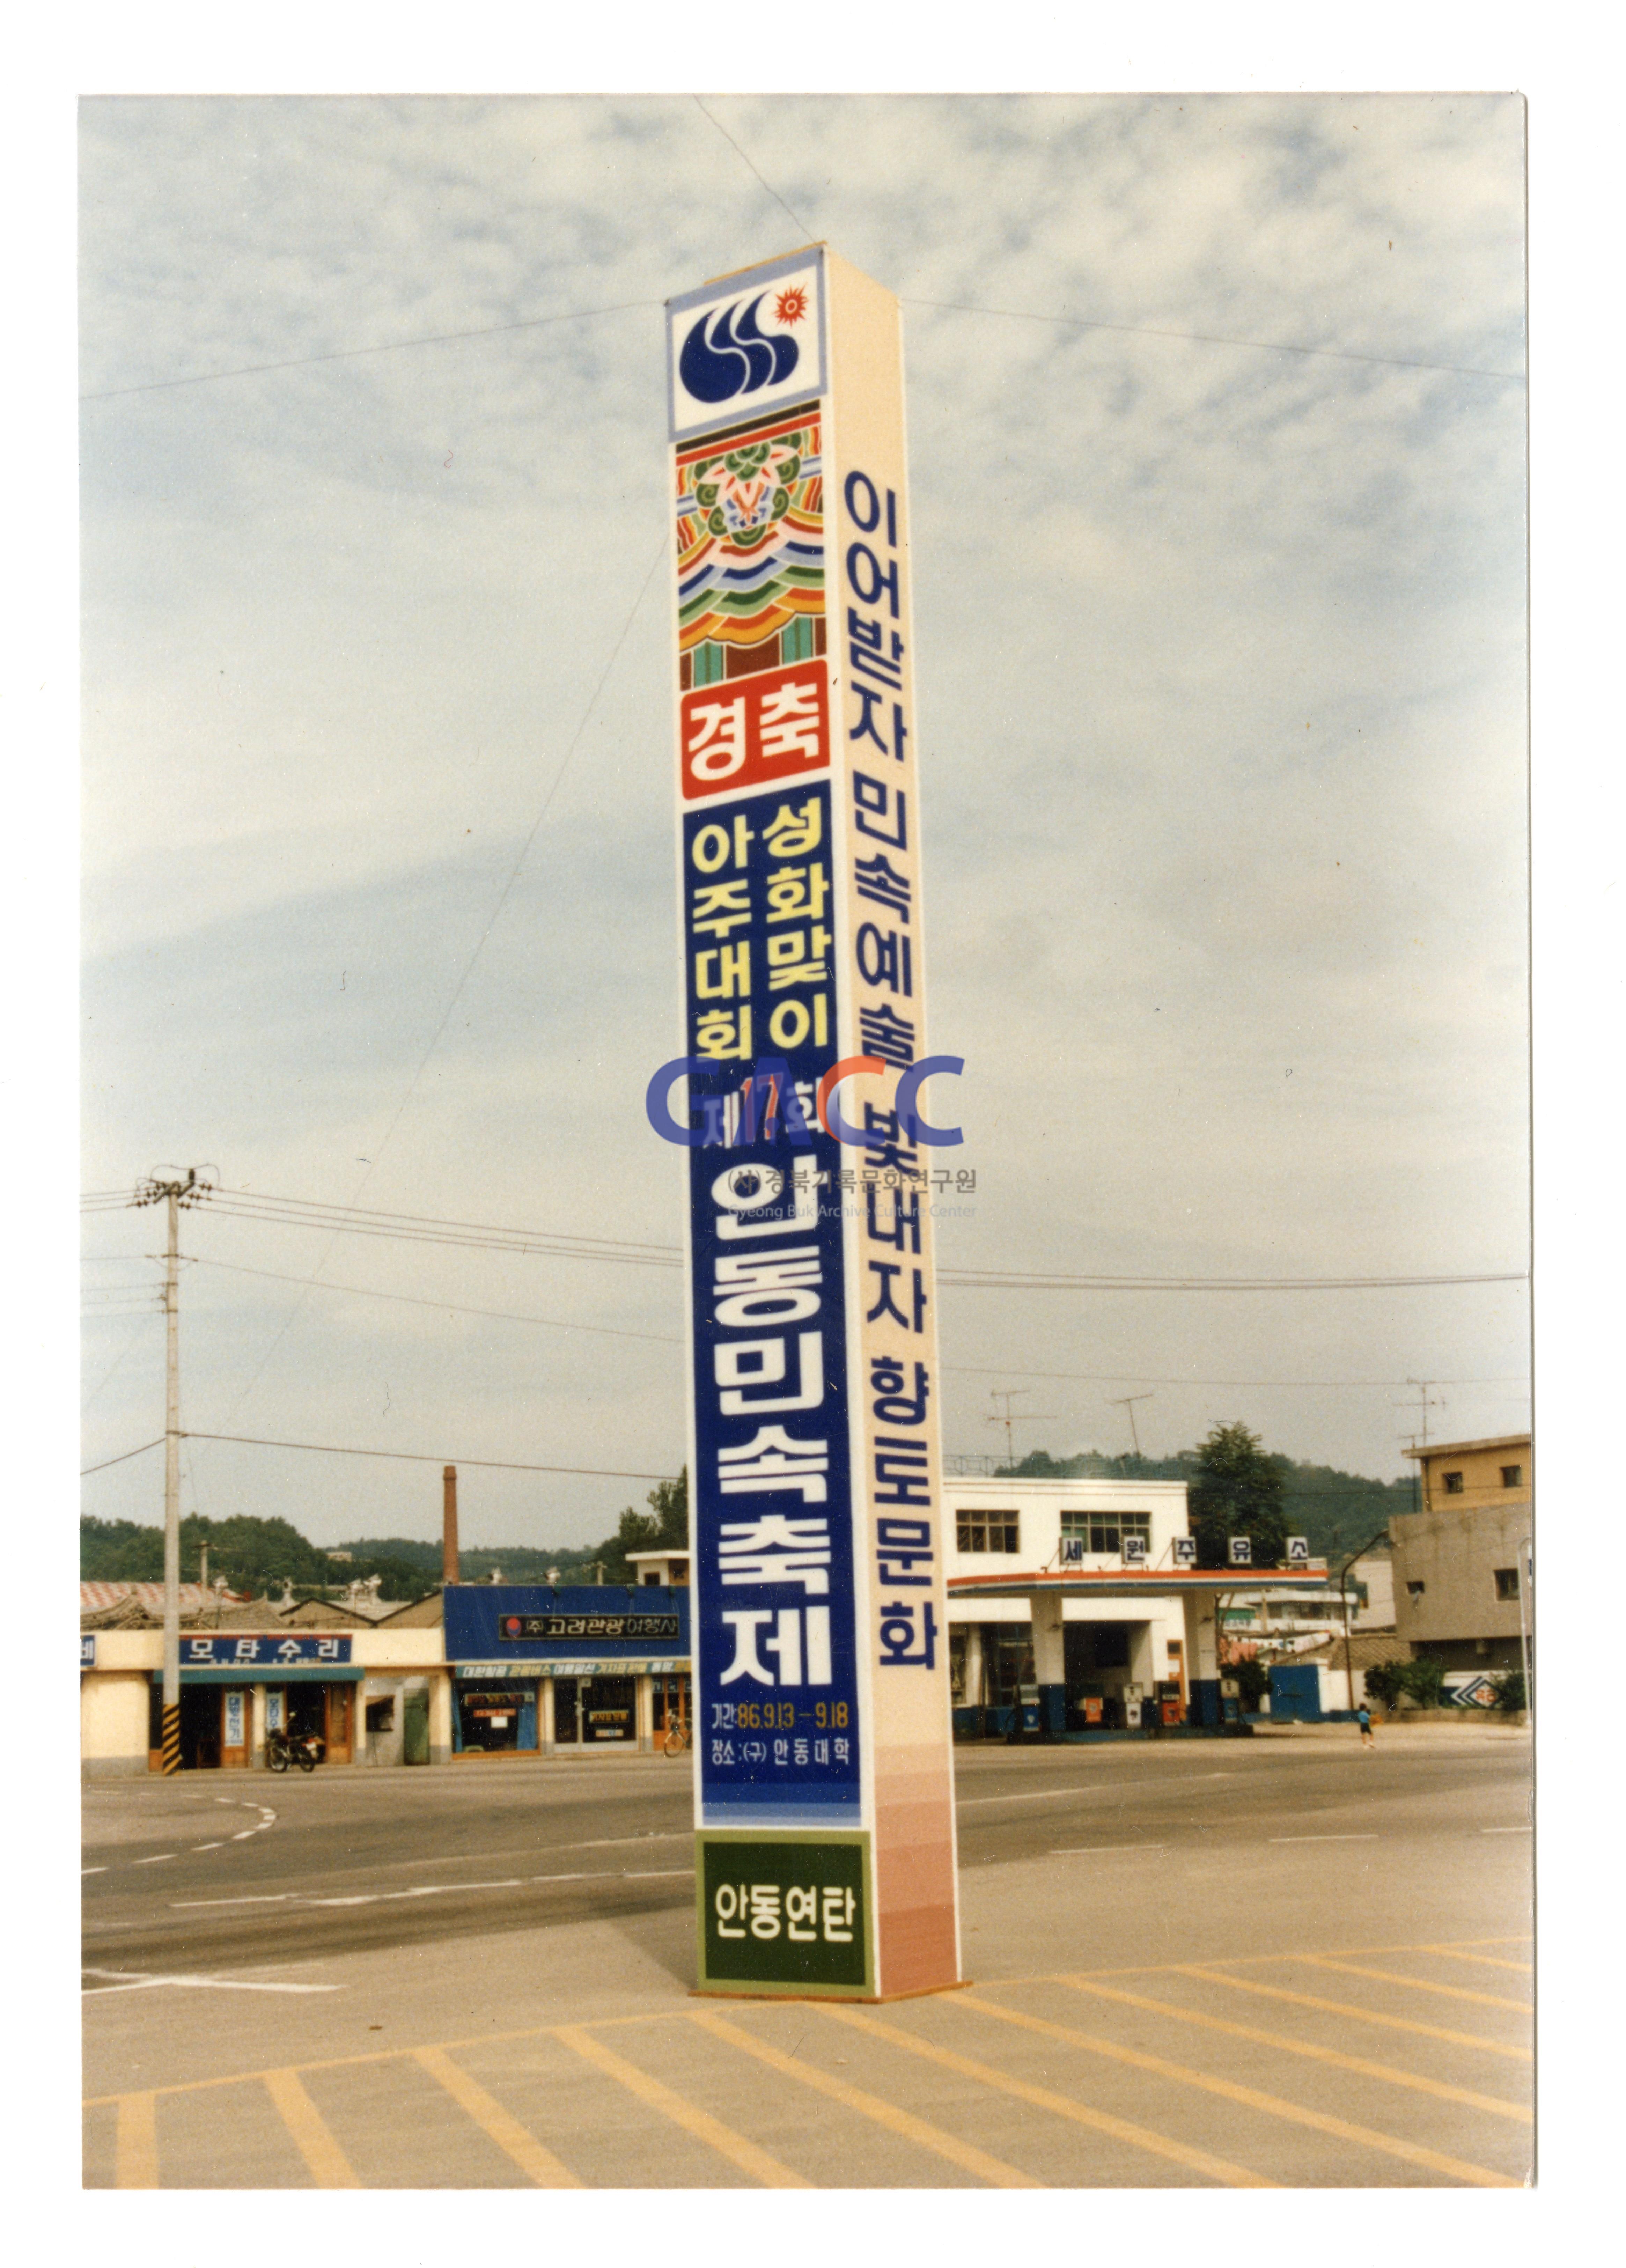 경축
아주대회
성화맞이
제17회
안동민속축제
기간:86.9.13-9.18
장소:(구)안동대학
안동연탄
이어받자 민속예술 빛내자 향토문화
GACC
(사)경북기록문화연구원
Gyeong Buk Archive Culture Center
모타수리
(주)고려관광여행사
세원주유소